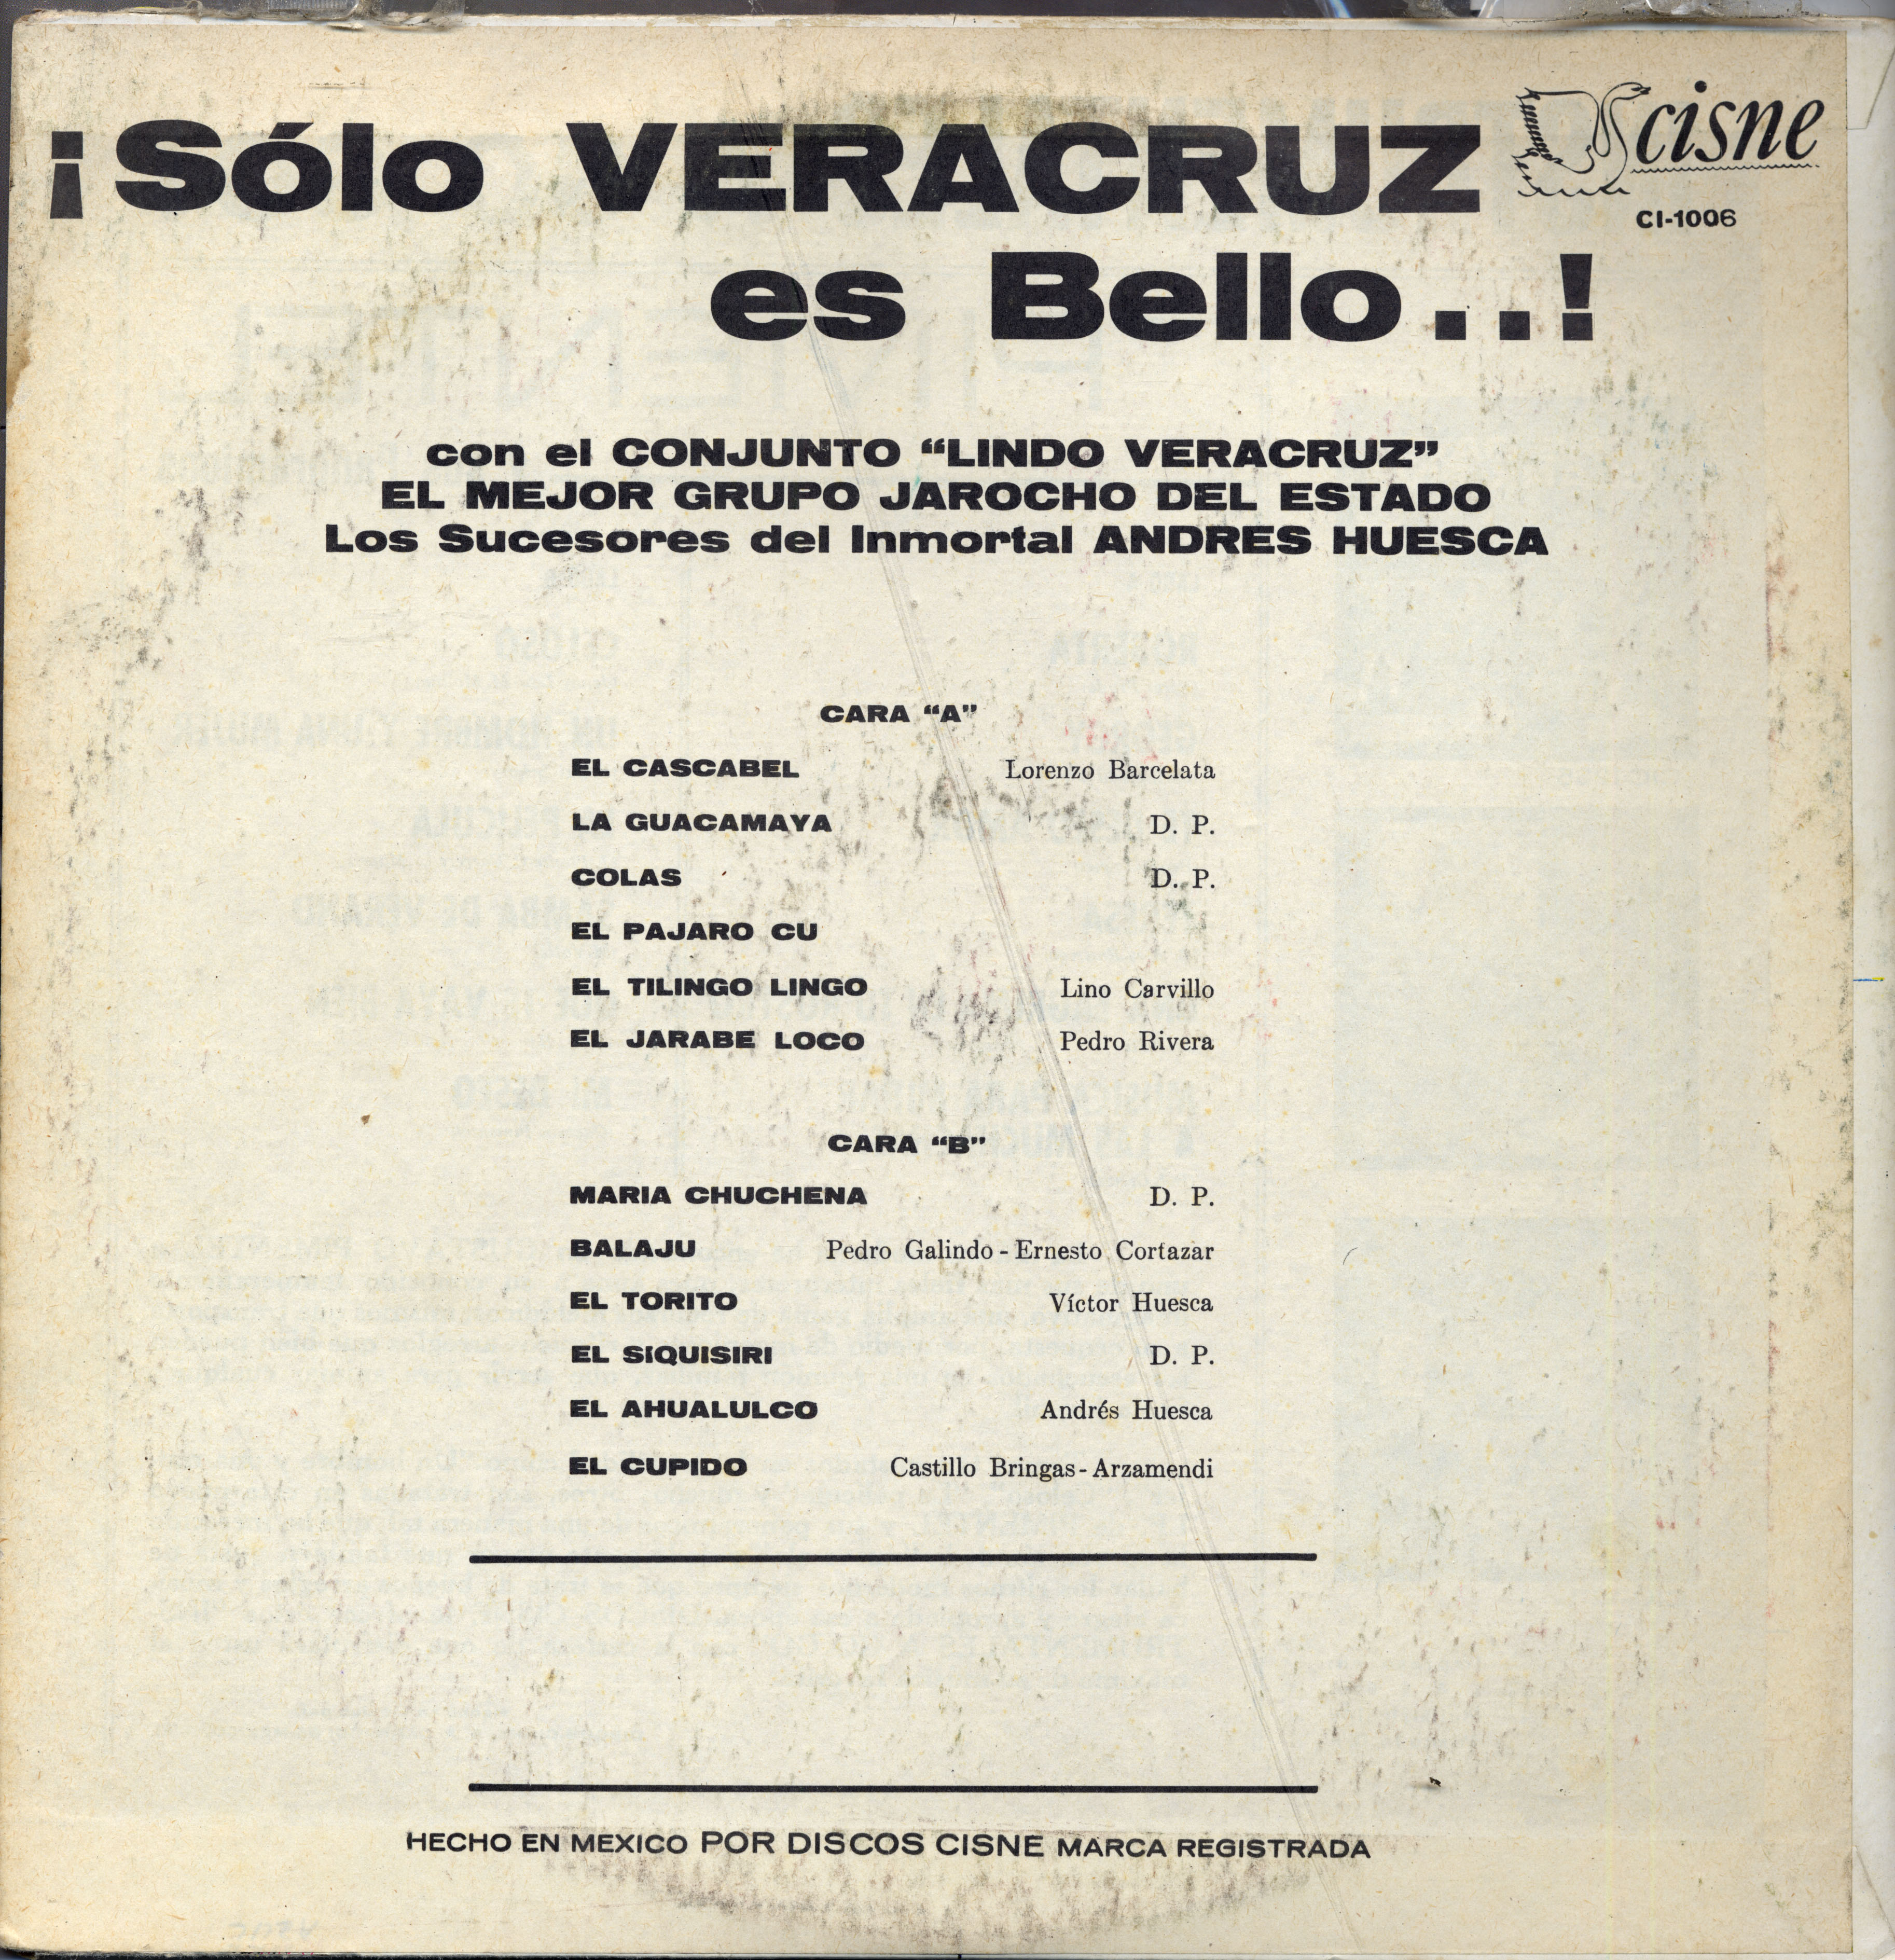 ¡Sólo VERACRUZ
cisne
CI-1006
es Bello..!
con el CONJUNTO “LINDO VERACRUZ”
EL MEJOR GRUPO JAROCHO DEL ESTADO
Los Sucesores del Inmortal ANDRES HUESCA
CARA “A”
EL CASCABEL Lorenzo Barcelata
LA GUACAMAYA D. P.
COLAS D. P.
EL PAJARO CU
EL TILINGO LINGO Lino Carvillo
EL JARABE LOCO Pedro Rivera
CARA “B”
MARIA CHUCHENA D. P.
BALAJU Pedro Galindo - Ernesto Cortazar
EL TORITO Víctor Huesca
EL SIQUISIRI D. P.
EL AHUALULCO Andrés Huesca
EL CUPIDO Castillo Bringas - Arzamendi
HECHO EN MEXICO POR DISCOS CISNE MARCA REGISTRADA